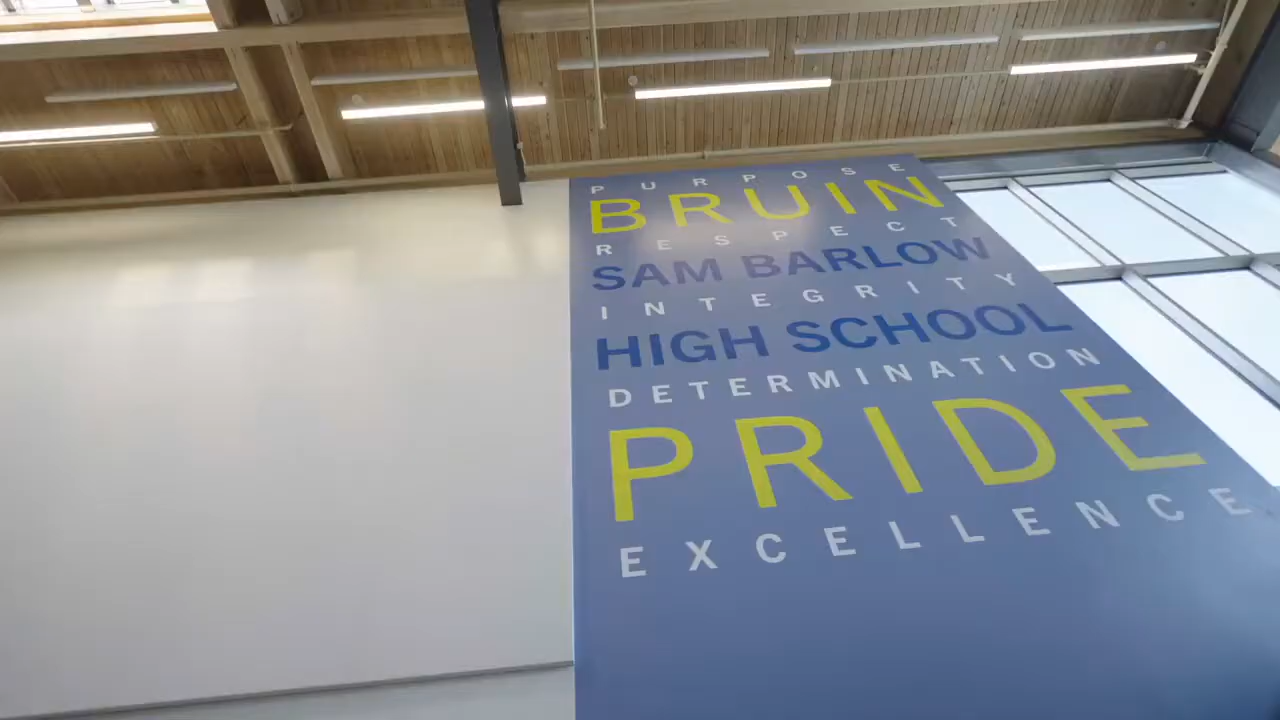 PURPOSE
BRUIN
RESPECT
SAM BARLOW
INTEGRITY
HIGH SCHOOL
DETERMINATION
PRIDE
EXCELLENCE